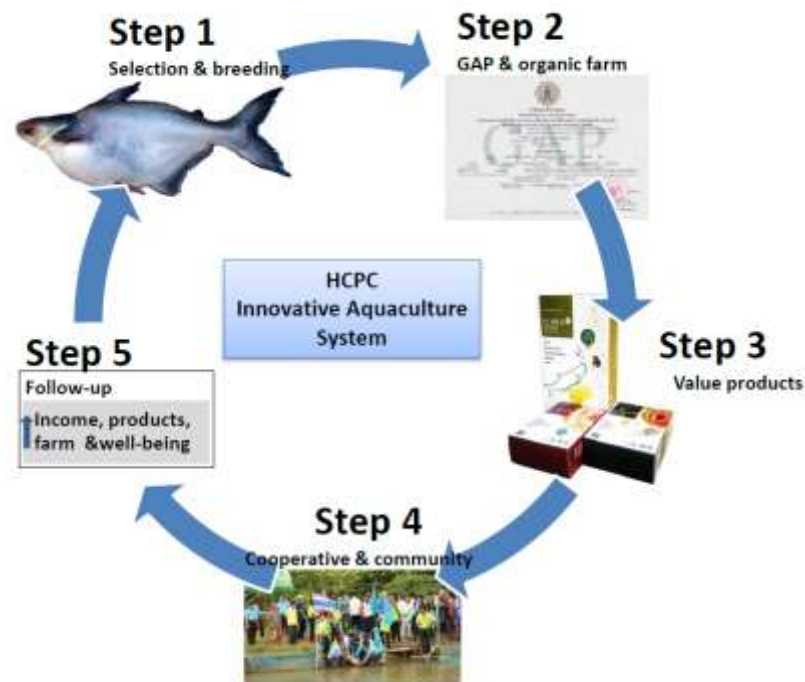 Step 1
Selection & breeding
Step 2
GAP & organic farm
GAP
HCPC
Innovative Aquaculture
System
Step 3
Value products
Step 4
Cooperative & community
Step 5
Follow-up
Income, products,
farm &well-being